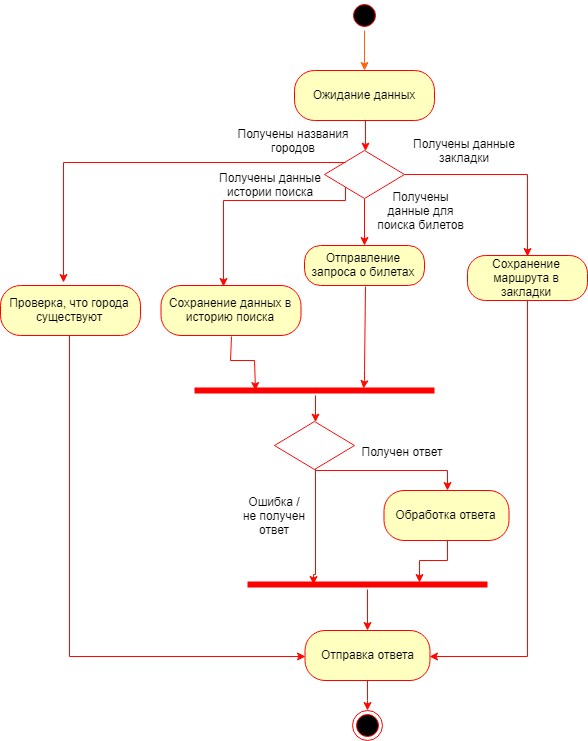 Ожидание данных
Получены названия
городов
Получены данные
закладки
Получены данные
истории поиска
Получены
данные для
поиска билетов
Отправление
запроса о билетах
Сохранение
маршрута в
закладки
Проверка, что города
существуют
Сохранение данных в
историю поиска
Получен ответ
Ошибка /
не получен
ответ
Обработка ответа
Отправка ответа